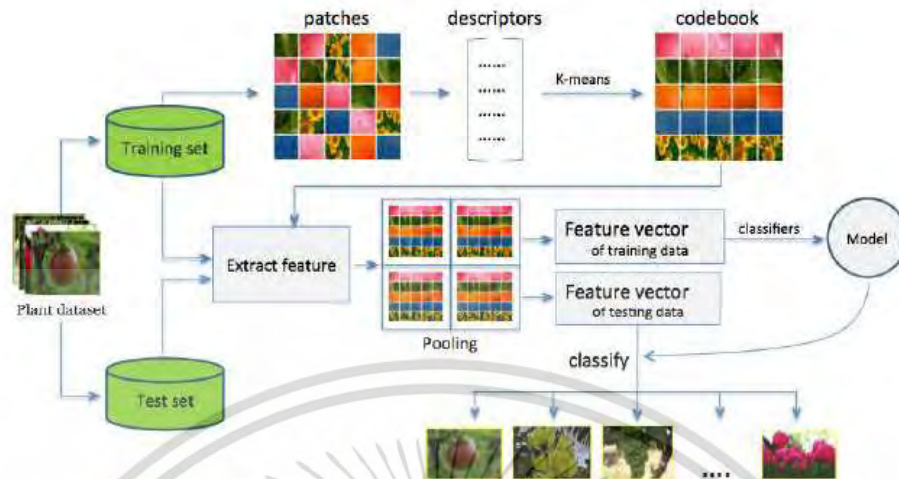 patches
descriptors
codebook
......
......
......
......
K-means
Training set
Plant dataset
Test set
Extract feature
Pooling
Feature vector
of training data
Feature vector
of testing data
classifiers
Model
classify
....